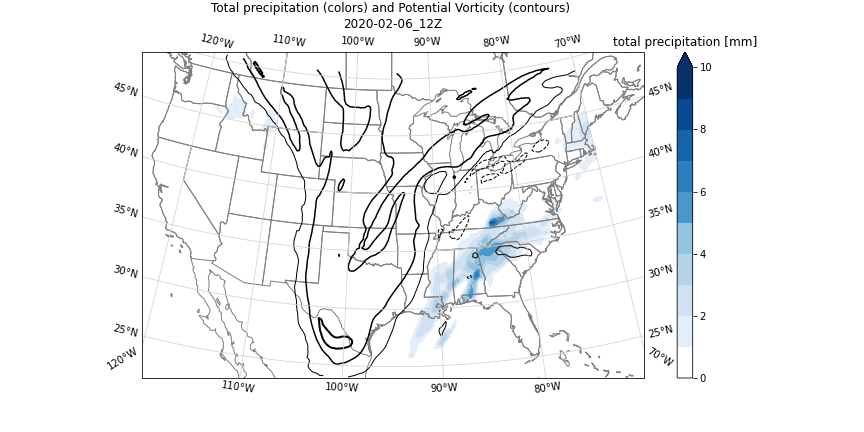 Total precipitation (colors) and Potential Vorticity (contours)
2020-02-06_12Z
120°W 110°W 100°W 90°W 80°W 70°W
total precipitation [mm]
45°N 45°N
40°N 40°N
35°N 35°N
30°N 30°N
25°N 25°N
120°W 70°W
110°W 100°W 90°W 80°W
10
8
6
4
2
0